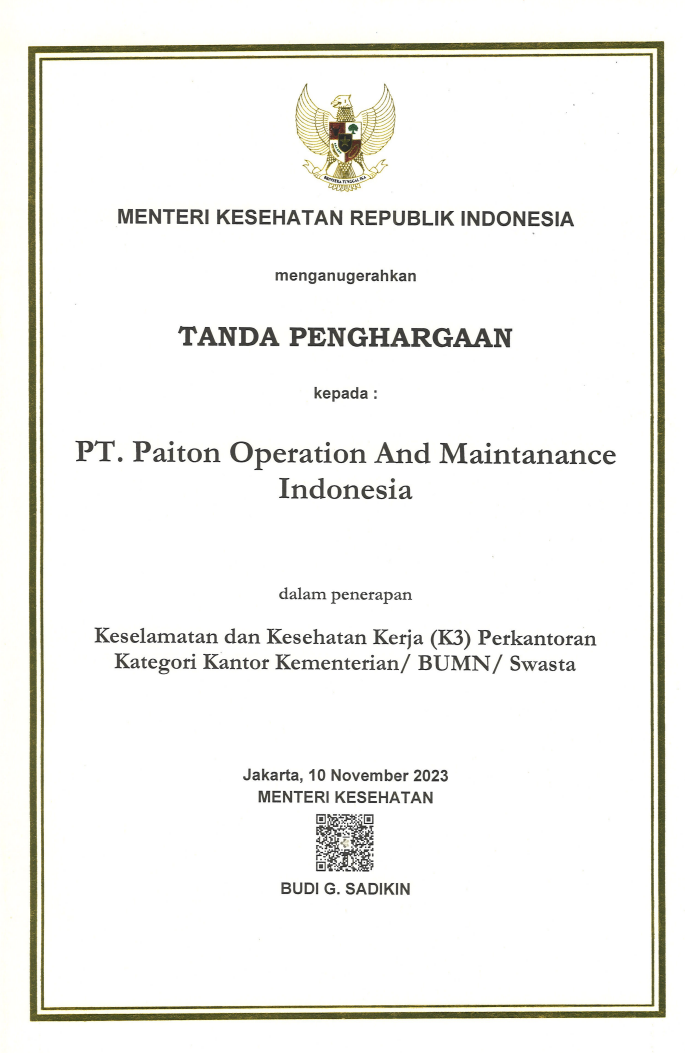 BHINNEKA TUNGGAL IKA
MENTERI KESEHATAN REPUBLIK INDONESIA
menganugerahkan
TANDA PENGHARGAAN
kepada :
PT. Paiton Operation And Maintanance
Indonesia
dalam penerapan
Keselamatan dan Kesehatan Kerja (K3) Perkantoran
Kategori Kantor Kementerian/ BUMN/ Swasta
Jakarta, 10 November 2023
MENTERI KESEHATAN
BUDI G. SADIKIN